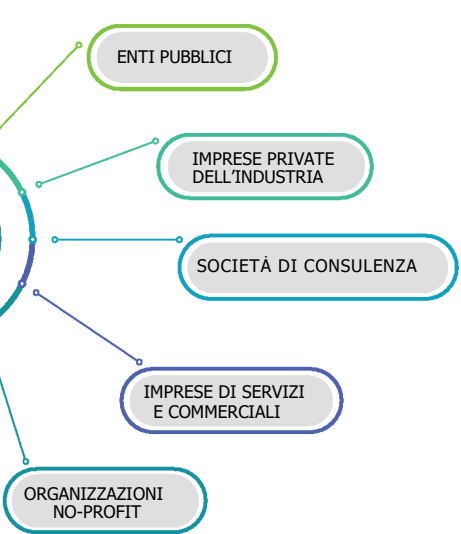 ENTI PUBBLICI
IMPRESE PRIVATE
DELL'INDUSTRIA
SOCIETÀ DI CONSULENZA
IMPRESE DI SERVIZI
E COMMERCIALI
ORGANIZZAZIONI
NO-PROFIT